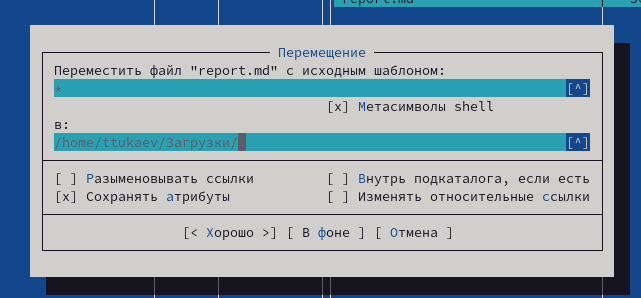 report.md
Перемещение
Переместить файл "report.md" с исходным шаблоном:
* [^]
[x] Метасимволы shell
в:
/home/ttukaev/Загрузки/ [^]
[ ] Разыменовывать ссылки [ ] Внутрь подкаталога, если есть
[x] Сохранять атрибуты [ ] Изменять относительные ссылки
[< Хорошо >] [ В фоне ] [ Отмена ]